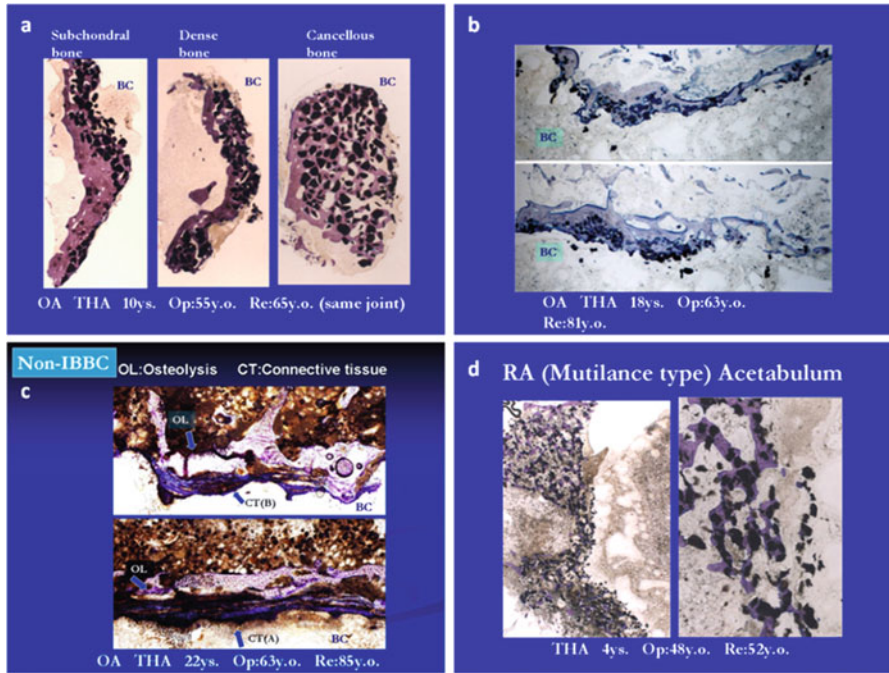 a
Subchondral bone
Dense bone
Cancellous bone
BC
BC
BC
OA THA 10ys. Op:55y.o. Re:65y.o. (same joint)
b
BC
BC
OA THA 18ys. Op:63y.o.
Re:81y.o.
Non-IBBC
OL:Osteolysis CT:Connective tissue
c
OL
CT(B)
BC
OL
CT(A)
BC
OA THA 22ys. Op:63y.o. Re:85y.o.
d
RA (Mutilance type) Acetabulum
THA 4ys. Op:48y.o. Re:52y.o.